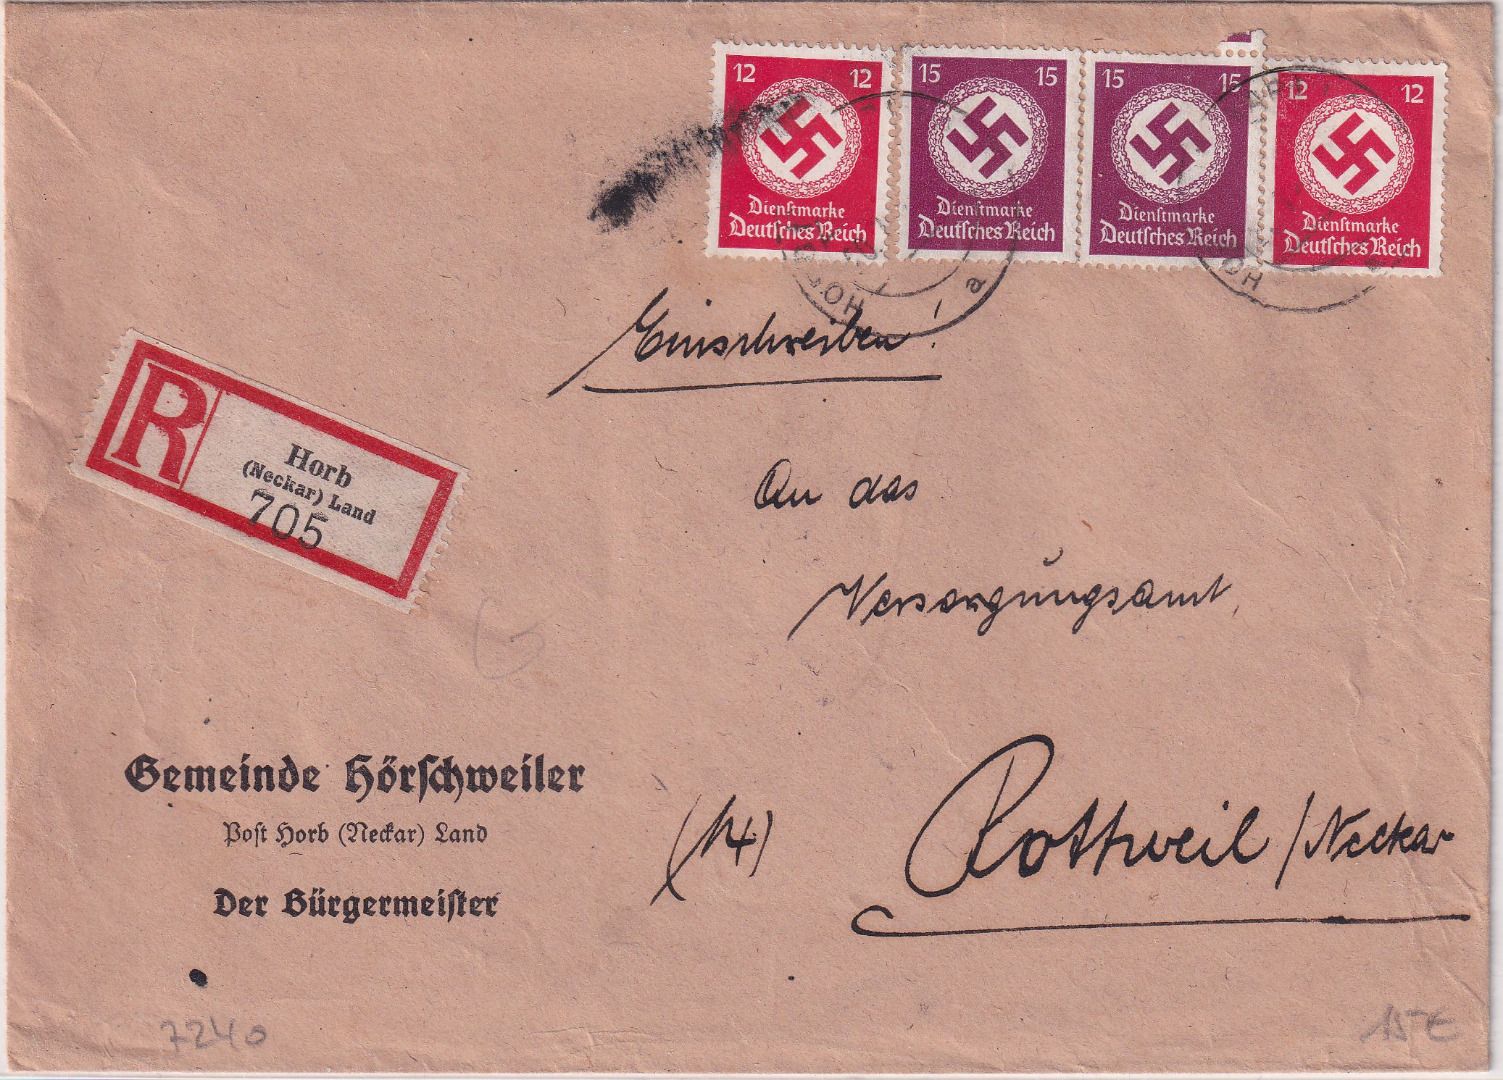 12 12
Dienstmarke
Deutsches Reich
15 15
Dienstmarke
Deutsches Reich
15 15
Dienstmarke
Deutsches Reich
12 12
Dienstmarke
Deutsches Reich
Einschreiben!
R
Horb
(Neckar) Land
705
An das
Versorgungsamt
(14) Rottweil/Neckar
Gemeinde Hörschweiler
Post Horb (Neckar) Land
Der Bürgermeister
7240
15 €